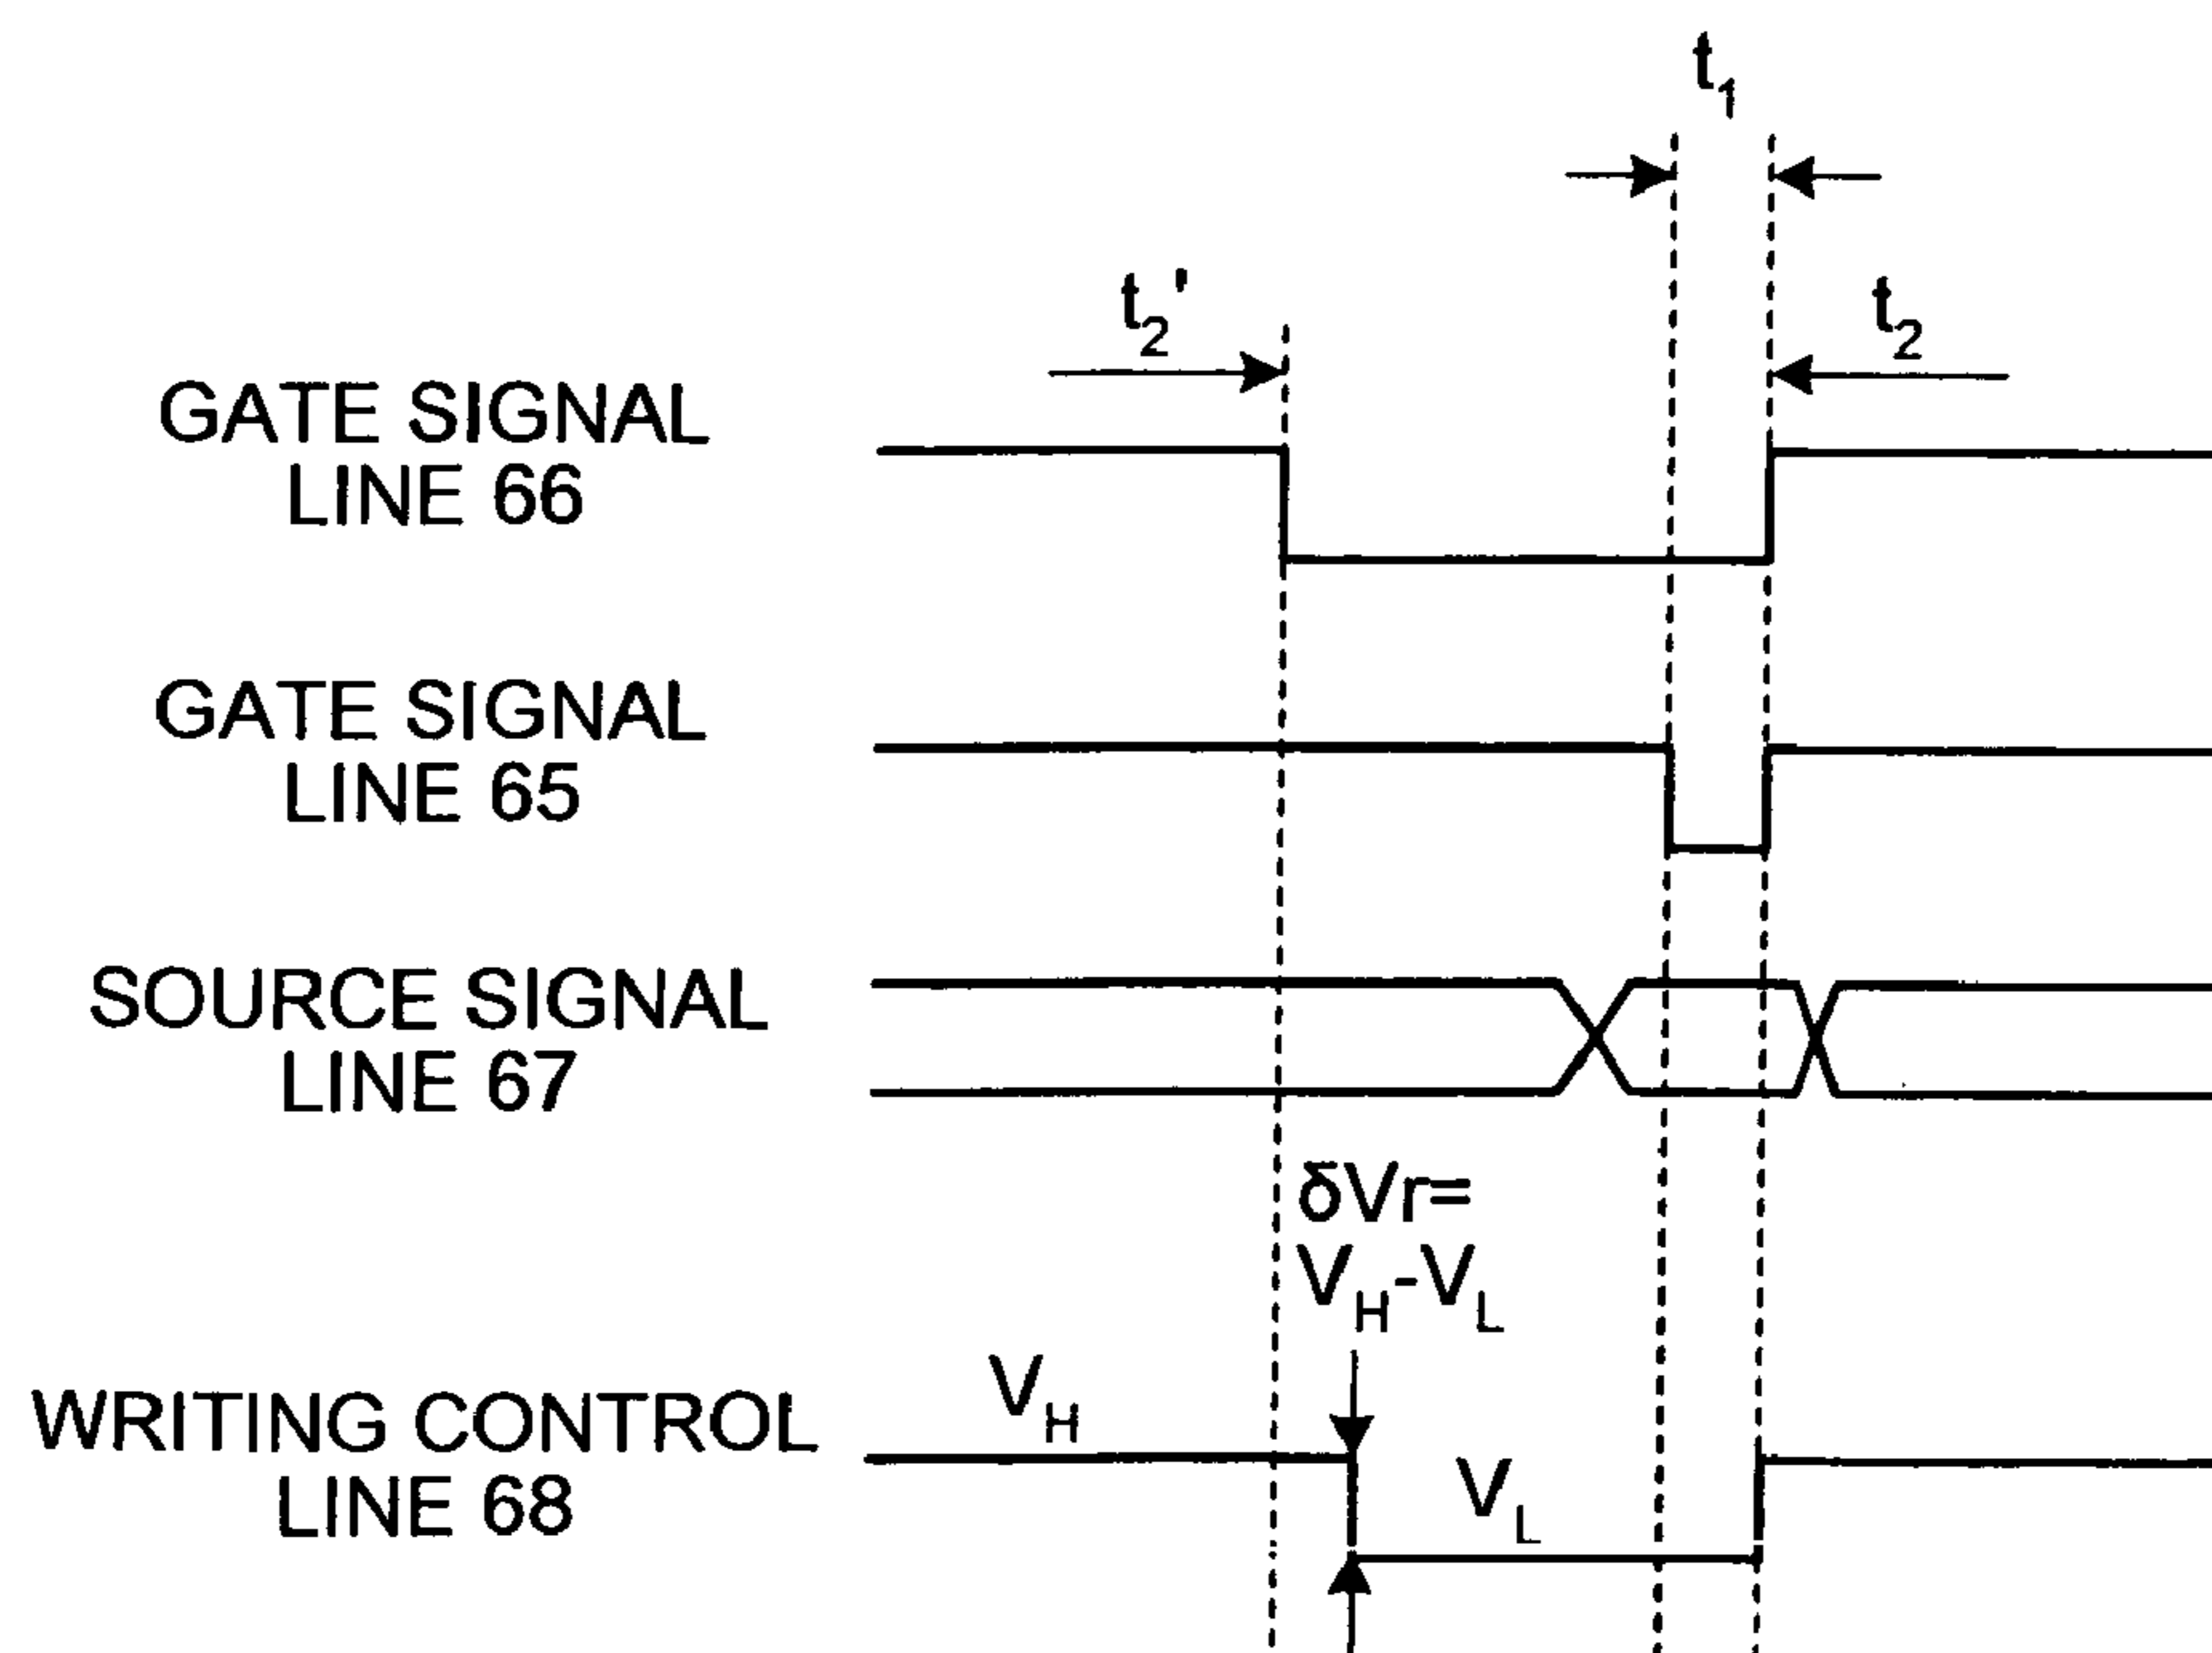 t1
t2'
t2
GATE SIGNAL
LINE 66
GATE SIGNAL
LINE 65
SOURCE SIGNAL
LINE 67
δVr=
VH-VL
VH
WRITING CONTROL
LINE 68
VL